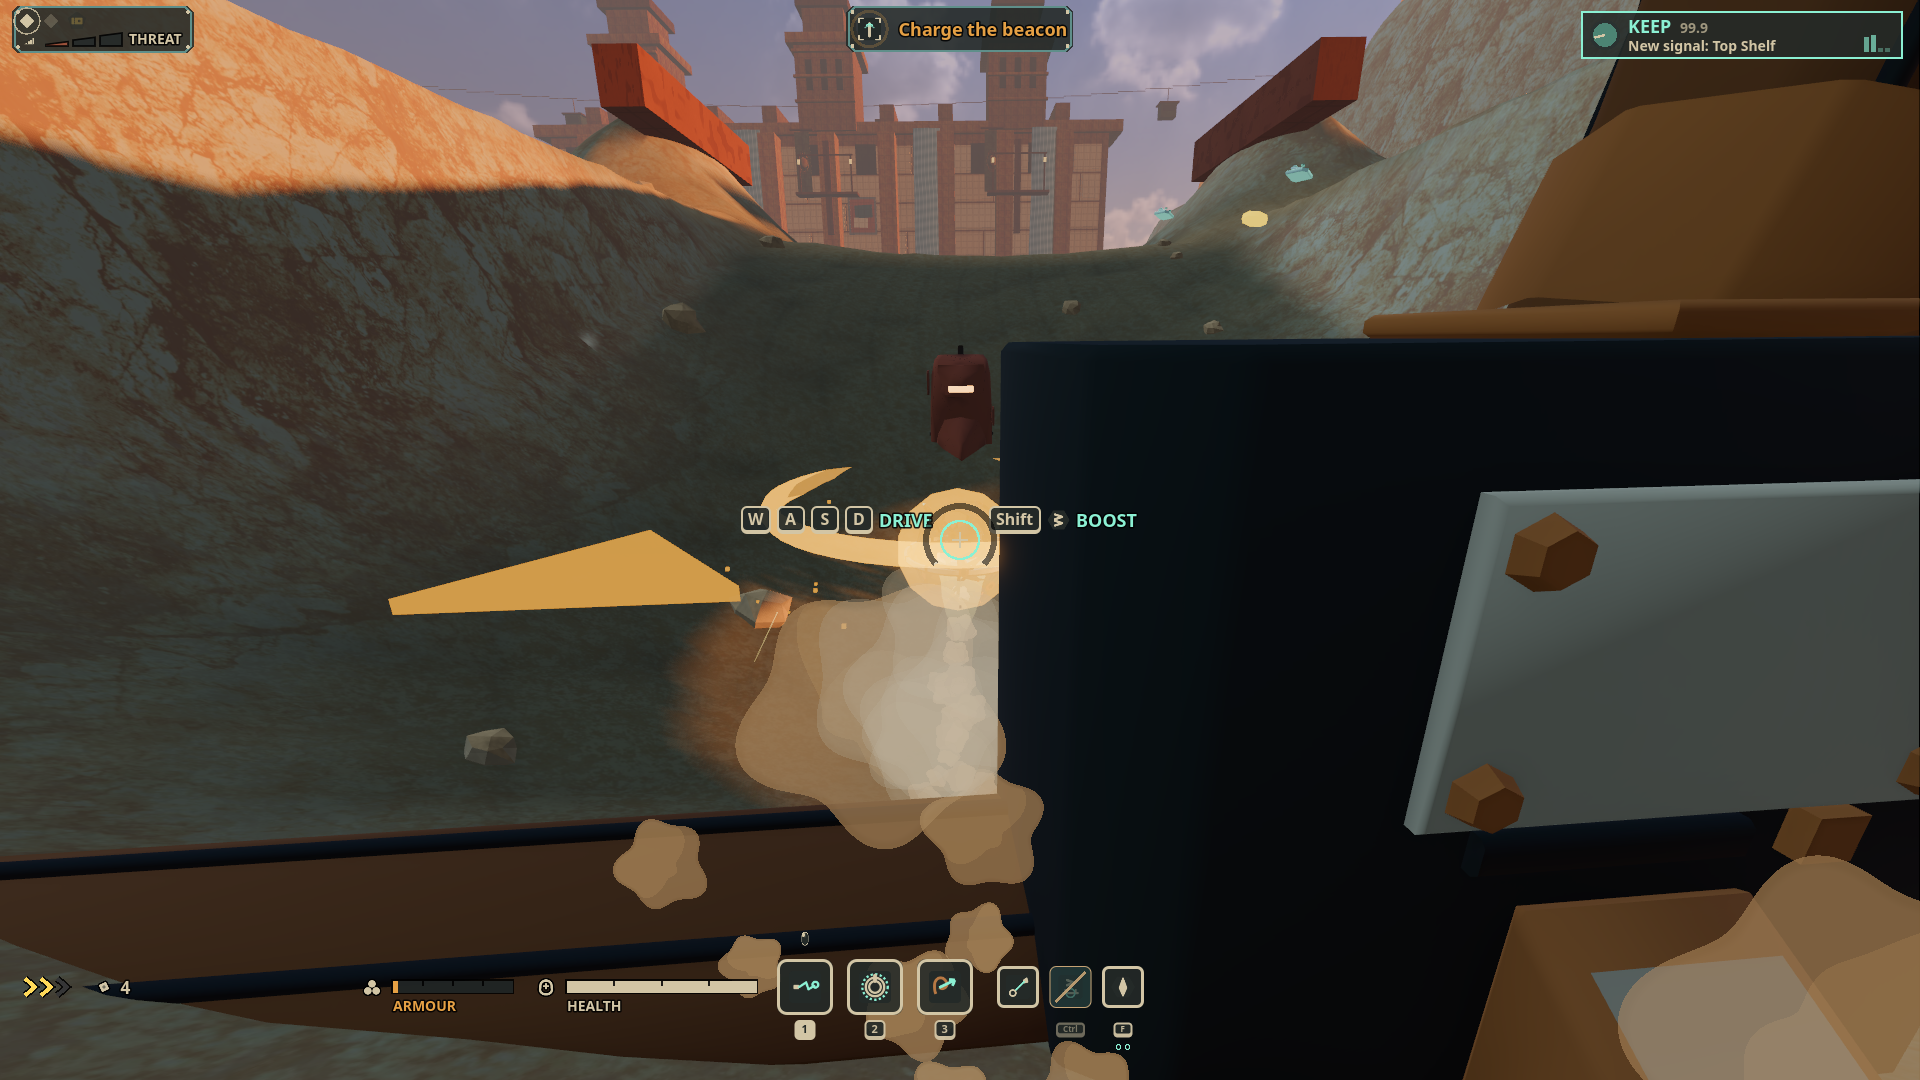 THREAT
Charge the beacon
KEEP 99.9
New signal: Top Shelf
W A S D DRIVE Shift BOOST
4
ARMOUR
HEALTH
1 2 3 Ctrl F